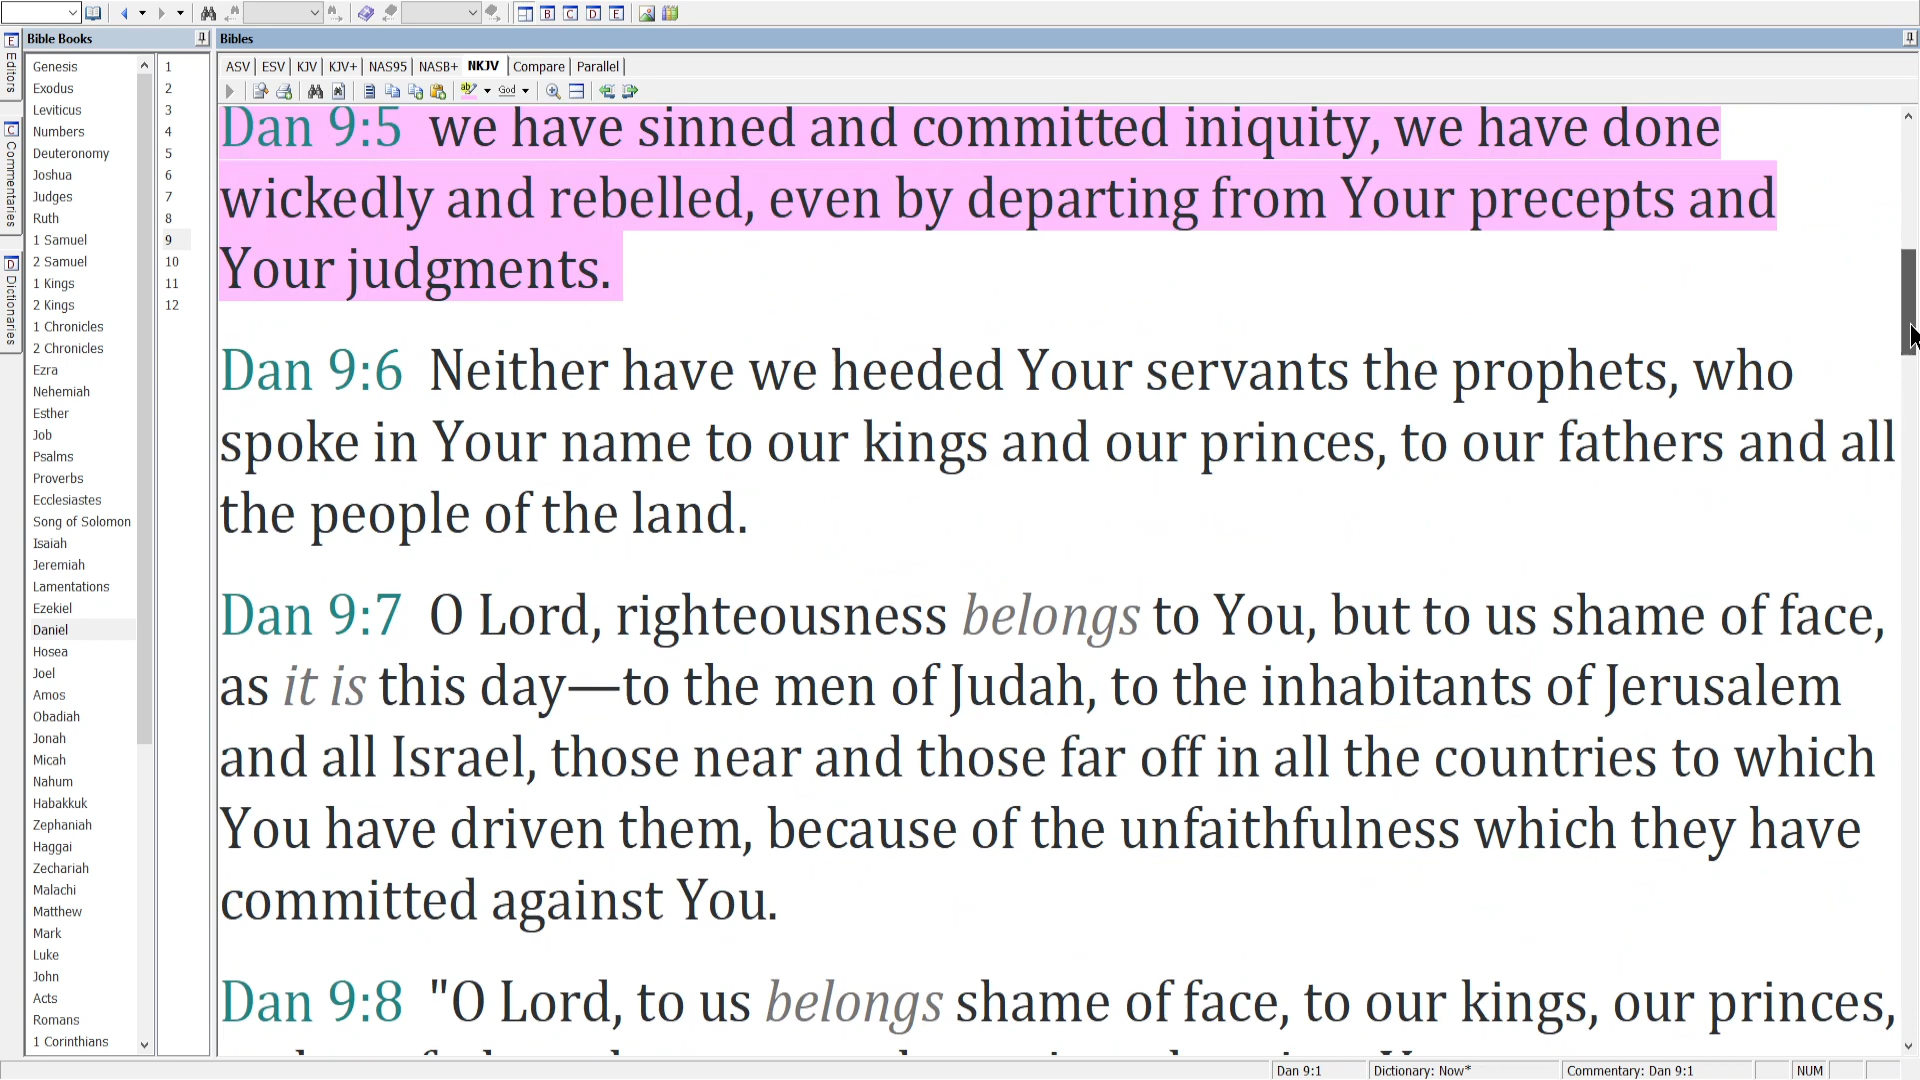 Bible Books
Bibles
Editors
Commentaries
Dictionaries
Genesis
Exodus
Leviticus
Numbers
Deuteronomy
Joshua
Judges
Ruth
1 Samuel
2 Samuel
1 Kings
2 Kings
1 Chronicles
2 Chronicles
Ezra
Nehemiah
Esther
Job
Psalms
Proverbs
Ecclesiastes
Song of Solomon
Isaiah
Jeremiah
Lamentations
Ezekiel
Daniel
Hosea
Joel
Amos
Obadiah
Jonah
Micah
Nahum
Habakkuk
Zephaniah
Haggai
Zechariah
Malachi
Matthew
Mark
Luke
John
Acts
Romans
1 Corinthians
1
2
3
4
5
6
7
8
9
10
11
12
ASV ESV KJV KJV+ NAS95 NASB+ NKJV Compare Parallel
God
Dan 9:5 we have sinned and committed iniquity, we have done
wickedly and rebelled, even by departing from Your precepts and
Your judgments.
Dan 9:6 Neither have we heeded Your servants the prophets, who
spoke in Your name to our kings and our princes, to our fathers and all
the people of the land.
Dan 9:7 O Lord, righteousness belongs to You, but to us shame of face,
as it is this day—to the men of Judah, to the inhabitants of Jerusalem
and all Israel, those near and those far off in all the countries to which
You have driven them, because of the unfaithfulness which they have
committed against You.
Dan 9:8 "O Lord, to us belongs shame of face, to our kings, our princes,
Dan 9:1 Dictionary: Now* Commentary: Dan 9:1 NUM